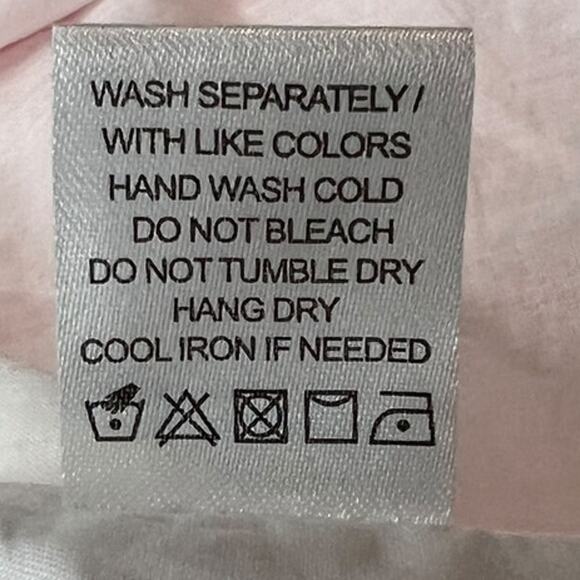 WASH SEPARATELY /
WITH LIKE COLORS
HAND WASH COLD
DO NOT BLEACH
DO NOT TUMBLE DRY
HANG DRY
COOL IRON IF NEEDED